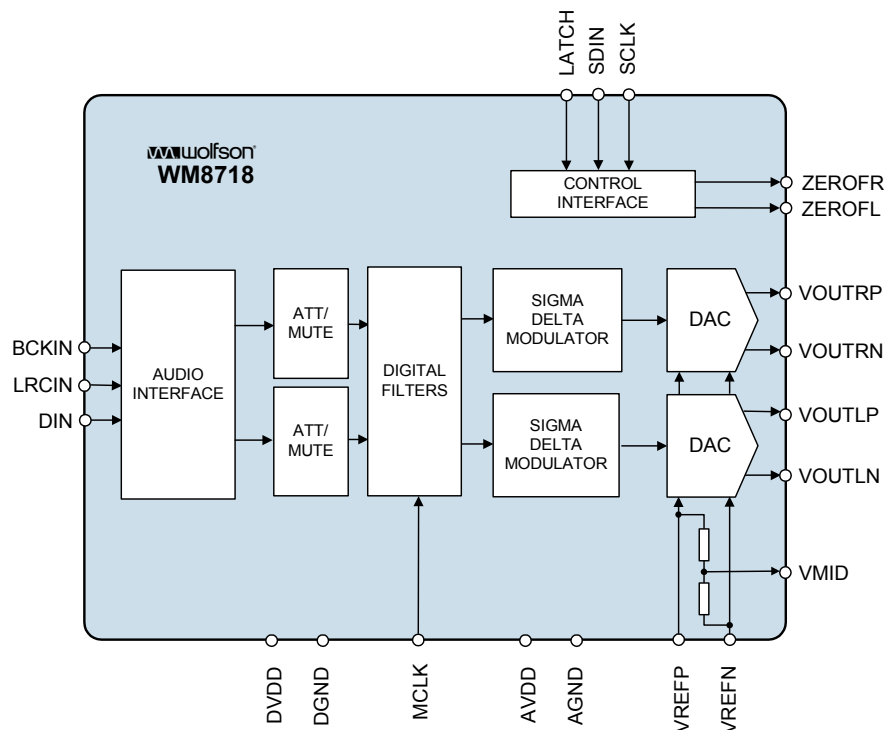 LATCH
SDIN
SCLK
wolfson
WM8718
CONTROL
INTERFACE
ZEROFR
ZEROFL
AUDIO
INTERFACE
ATT/
MUTE
ATT/
MUTE
DIGITAL
FILTERS
SIGMA
DELTA
MODULATOR
SIGMA
DELTA
MODULATOR
DAC
DAC
VOUTRP
VOUTRN
VOUTLP
VOUTLN
BCKIN
LRCIN
DIN
VMID
DVDD
DGND
MCLK
AVDD
AGND
VREFP
VREFN